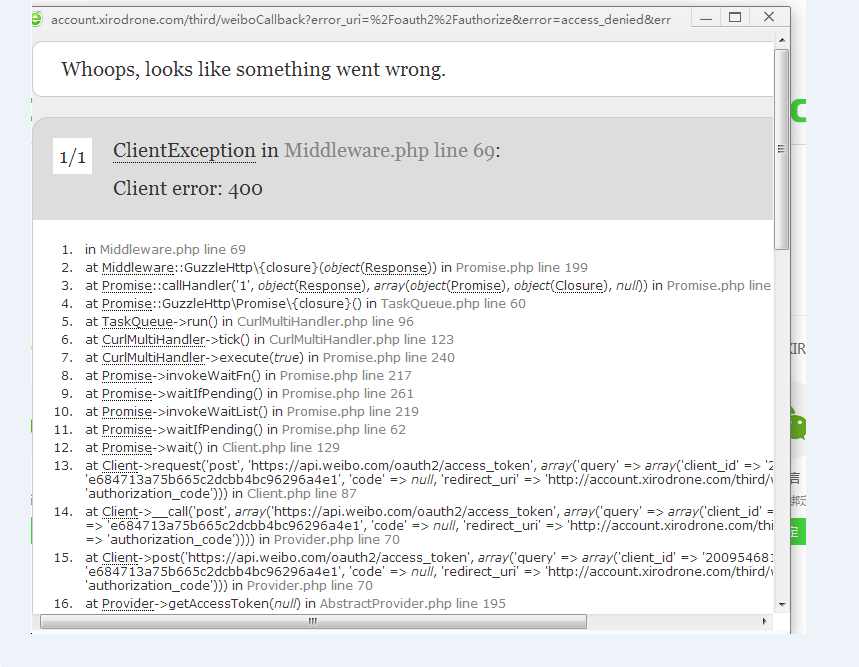 account.xirodrone.com/third/weiboCallback?error_uri=%2Foauth2%2Fauthorize&error=access_denied&err
Whoops, looks like something went wrong.
1/1
ClientException in Middleware.php line 69:
Client error: 400
1. in Middleware.php line 69
2. at Middleware::GuzzleHttp\{closure}(object(Response)) in Promise.php line 199
3. at Promise::callHandler('1', object(Response), array(object(Promise), object(Closure), null)) in Promise.php line
4. at Promise::GuzzleHttp\Promise\{closure}() in TaskQueue.php line 60
5. at TaskQueue->run() in CurlMultiHandler.php line 96
6. at CurlMultiHandler->tick() in CurlMultiHandler.php line 123
7. at CurlMultiHandler->execute(true) in Promise.php line 240
8. at Promise->invokeWaitFn() in Promise.php line 217
9. at Promise->waitIfPending() in Promise.php line 261
10. at Promise->invokeWaitList() in Promise.php line 219
11. at Promise->waitIfPending() in Promise.php line 62
12. at Promise->wait() in Client.php line 129
13. at Client->request('post', 'https://api.weibo.com/oauth2/access_token', array('query' => array('client_id' => '2
'e684713a75b665c2dcbb4bc96296a4e1', 'code' => null, 'redirect_uri' => 'http://account.xirodrone.com/third/
'authorization_code'))) in Client.php line 87
14. at Client->__call('post', array('https://api.weibo.com/oauth2/access_token', array('query' => array('client_id' =
=> 'e684713a75b665c2dcbb4bc96296a4e1', 'code' => null, 'redirect_uri' => 'http://account.xirodrone.com/thi
=> 'authorization_code')))) in Provider.php line 70
15. at Client->post('https://api.weibo.com/oauth2/access_token', array('query' => array('client_id' => '200954681
'e684713a75b665c2dcbb4bc96296a4e1', 'code' => null, 'redirect_uri' => 'http://account.xirodrone.com/third/
'authorization_code'))) in Provider.php line 70
16. at Provider->getAccessToken(null) in AbstractProvider.php line 195